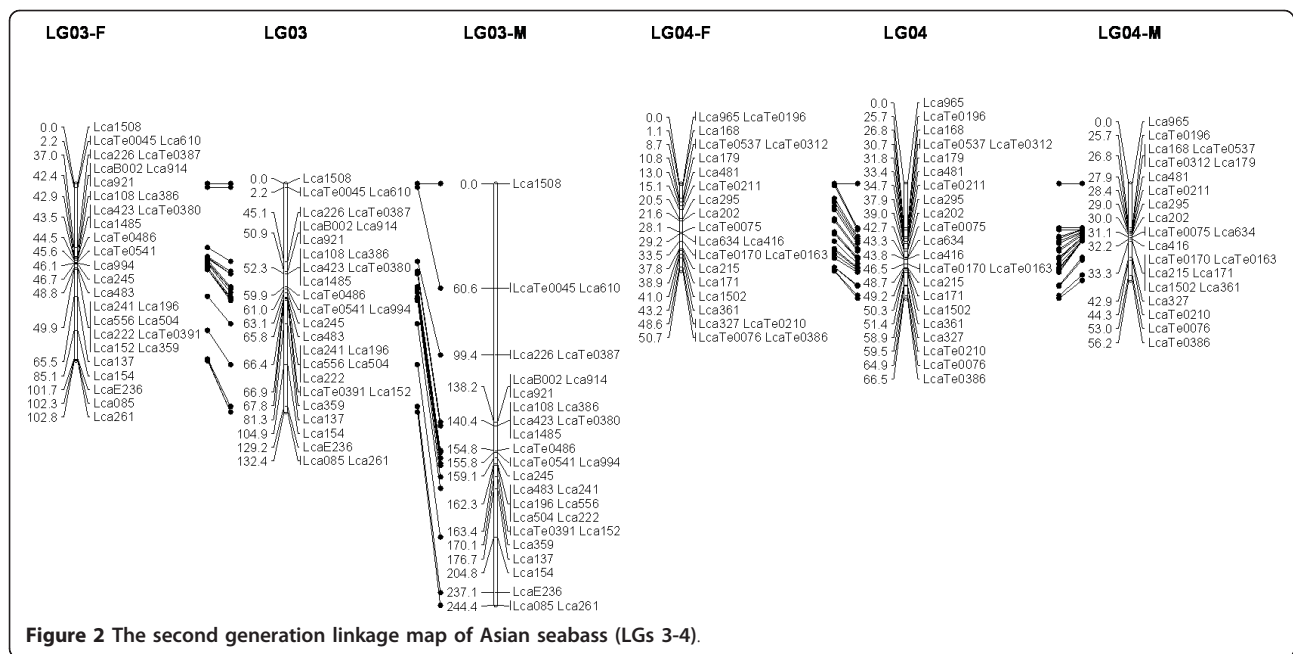 LG03-F LG03 LG03-M LG04-F LG04 LG04-M
0.0 Lca1508
2.2 LcaTe0045 Lca610
37.0 Lca226 LcaTe0387
42.4 LcaB002 Lca914
Lca921
42.9 Lca108 Lca386
43.5 Lca423 LcaTe0380
Lca1485
44.5 LcaTe0486
45.6 LcaTe0541
46.1 Lca994
46.7 Lca245
48.8 Lca483
Lca241 Lca196
49.9 Lca556 Lca504
Lca222 LcaTe0391
Lca152 Lca359
65.5 Lca137
85.1 Lca154
101.7 LcaE236
102.3 Lca085
102.8 Lca261
0.0 Lca1508
2.2 LcaTe0045 Lca610
45.1 Lca226 LcaTe0387
50.9 LcaB002 Lca914
Lca921
Lca108 Lca386
52.3 Lca423 LcaTe0380
Lca1485
59.9 LcaTe0486
61.0 LcaTe0541 Lca994
63.1 Lca245
65.8 Lca483
Lca241 Lca196
66.4 Lca556 Lca504
Lca222
66.9 LcaTe0391 Lca152
67.8 Lca359
81.3 Lca137
104.9 Lca154
129.2 LcaE236
132.4 Lca085 Lca261
0.0 Lca1508
60.6 LcaTe0045 Lca610
99.4 Lca226 LcaTe0387
138.2 LcaB002 Lca914
Lca921
Lca108 Lca386
140.4 Lca423 LcaTe0380
Lca1485
154.8 LcaTe0486
155.8 LcaTe0541 Lca994
159.1 Lca245
Lca483 Lca241
162.3 Lca196 Lca556
Lca504 Lca222
163.4 LcaTe0391 Lca152
170.1 Lca359
176.7 Lca137
204.8 Lca154
237.1 LcaE236
244.4 Lca085 Lca261
0.0 Lca965 LcaTe0196
1.1 Lca168
8.7 LcaTe0537 LcaTe0312
10.8 Lca179
13.0 Lca481
15.1 LcaTe0211
20.5 Lca295
21.6 Lca202
28.1 LcaTe0075
29.2 Lca634 Lca416
33.5 LcaTe0170 LcaTe0163
37.8 Lca215
38.9 Lca171
41.0 Lca1502
43.2 Lca361
48.6 Lca327 LcaTe0210
50.7 LcaTe0076 LcaTe0386
0.0 Lca965
25.7 LcaTe0196
26.8 Lca168
30.7 LcaTe0537 LcaTe0312
31.8 Lca179
33.4 Lca481
34.7 LcaTe0211
37.9 Lca295
39.0 Lca202
42.7 LcaTe0075
43.3 Lca634
43.8 Lca416
46.5 LcaTe0170 LcaTe0163
48.7 Lca215
49.2 Lca171
50.3 Lca1502
51.4 Lca361
58.9 Lca327
59.5 LcaTe0210
64.9 LcaTe0076
66.5 LcaTe0386
0.0 Lca965
25.7 LcaTe0196
Lca168 LcaTe0537
26.8 LcaTe0312 Lca179
27.9 Lca481
28.4 LcaTe0211
29.0 Lca295
30.0 Lca202
31.1 LcaTe0075 Lca634
32.2 Lca416
LcaTe0170 LcaTe0163
33.3 Lca215 Lca171
Lca1502 Lca361
42.9 Lca327
44.3 LcaTe0210
53.0 LcaTe0076
56.2 LcaTe0386
Figure 2 The second generation linkage map of Asian seabass (LGs 3-4).